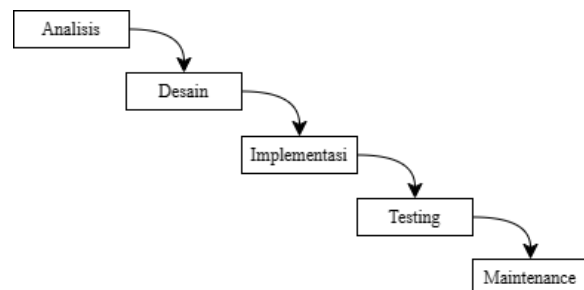 Analisis
Desain
Implementasi
Testing
Maintenance